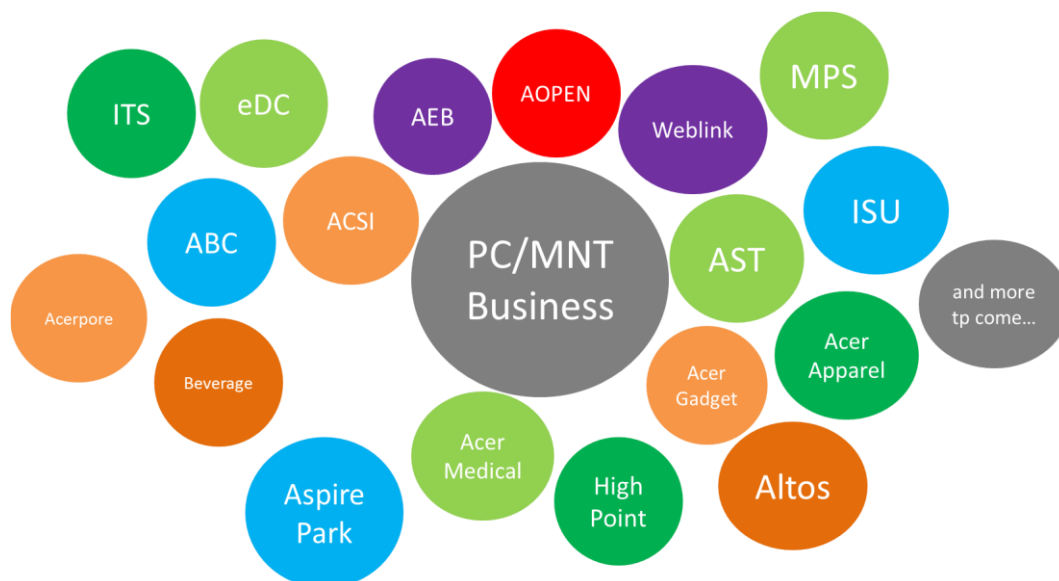 ITS
eDC
AEB
AOPEN
Weblink
MPS
ABC
ACSI
PC/MNT
Business
AST
ISU
Acerpore
Beverage
Acer
Gadget
Acer
Apparel
and more
tp come...
Aspire
Park
Acer
Medical
High
Point
Altos